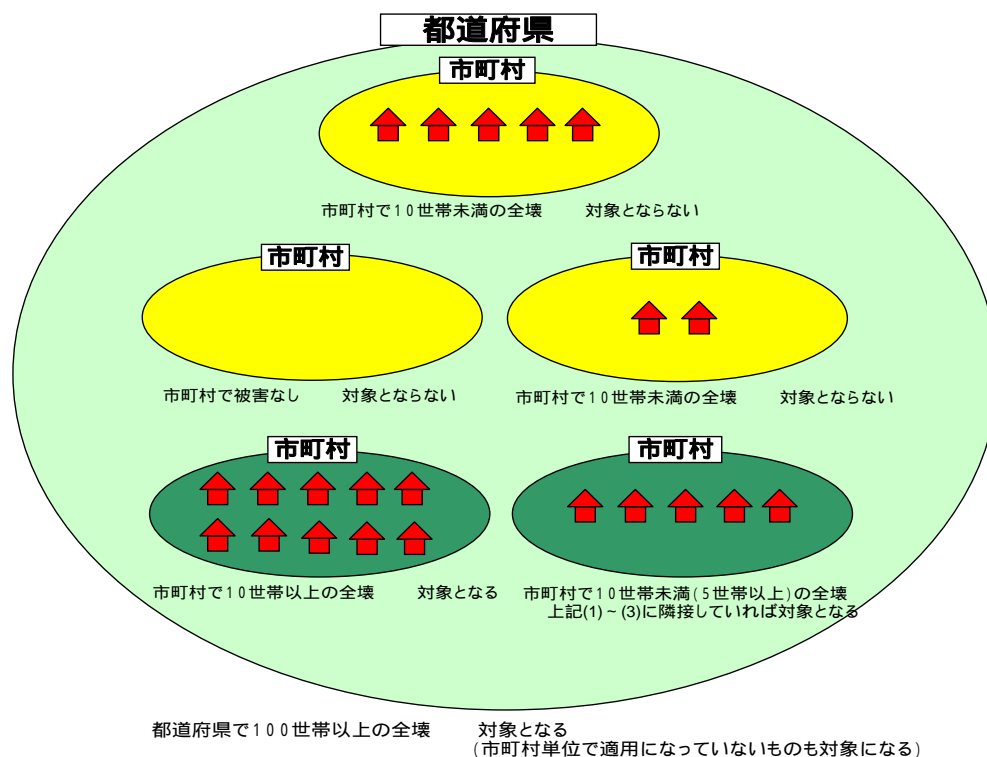 都道府県
市町村
市町村で10世帯未満の全壊　　対象とならない
市町村
市町村で被害なし　　対象とならない
市町村
市町村で10世帯未満の全壊　　対象とならない
市町村
市町村で10世帯以上の全壊　　対象となる
市町村
市町村で10世帯未満(5世帯以上)の全壊
上記(1)~(3)に隣接していれば対象となる
都道府県で100世帯以上の全壊　　対象となる
(市町村単位で適用になっていないものも対象になる)